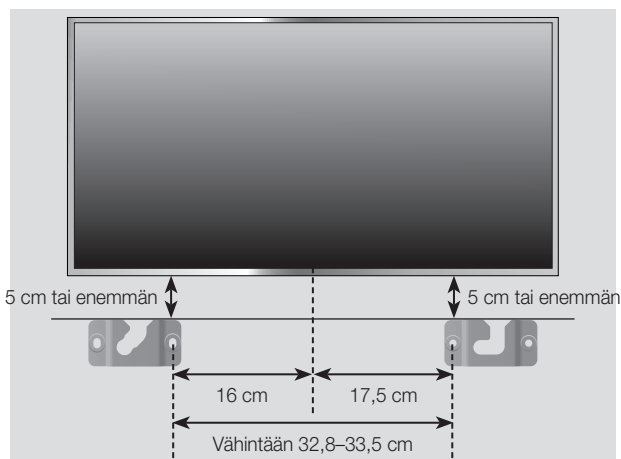 5 cm tai enemmän
5 cm tai enemmän
16 cm
17,5 cm
Vähintään 32,8–33,5 cm